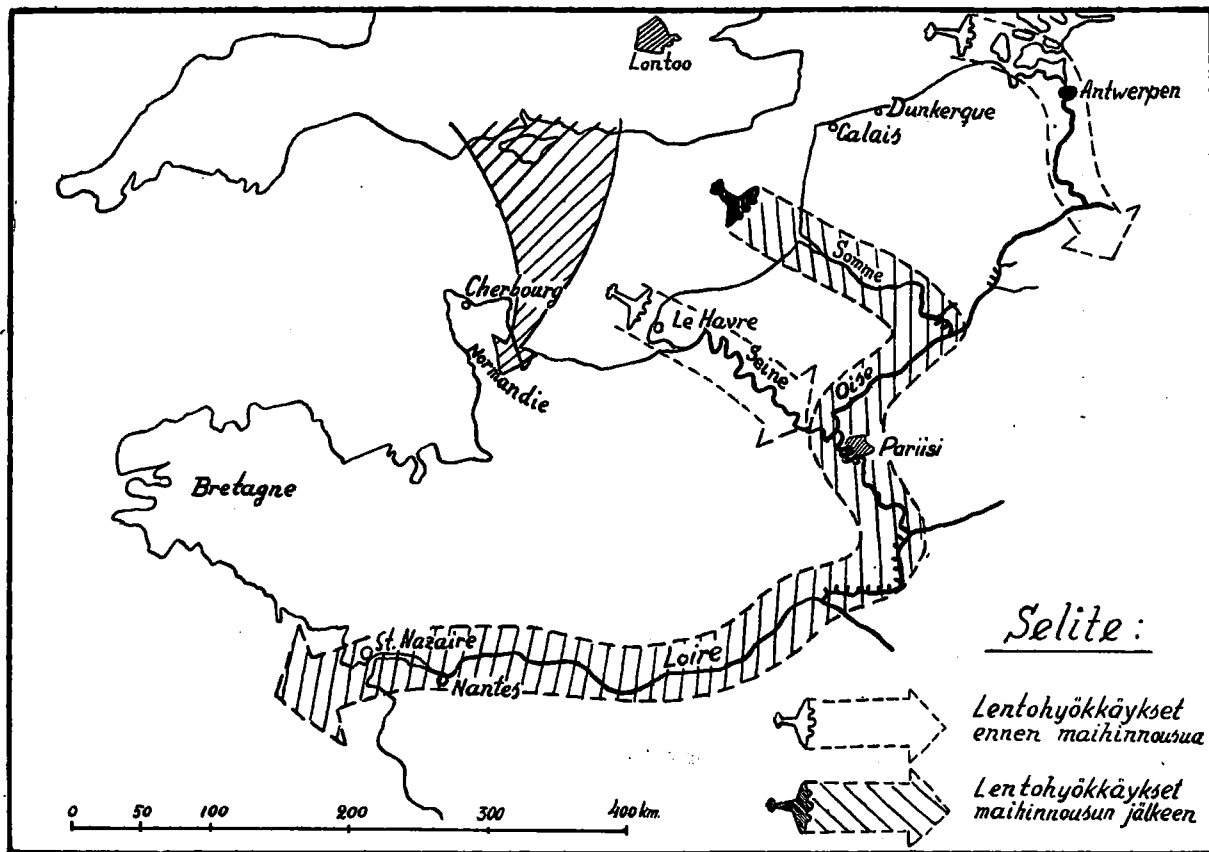 Lontoo
Antwerpen
Dunkerque
Calais
Somme
Cherbourg
Le Havre
Normandie
Seine
Oise
Pariisi
Bretagne
St. Nazaire
Loire
Nantes
Selite:
Lentohyökkäykset
ennen maihinnousua
Lentohyökkäykset
maihinnousun jälkeen
0 50 100 200 300 400 km.